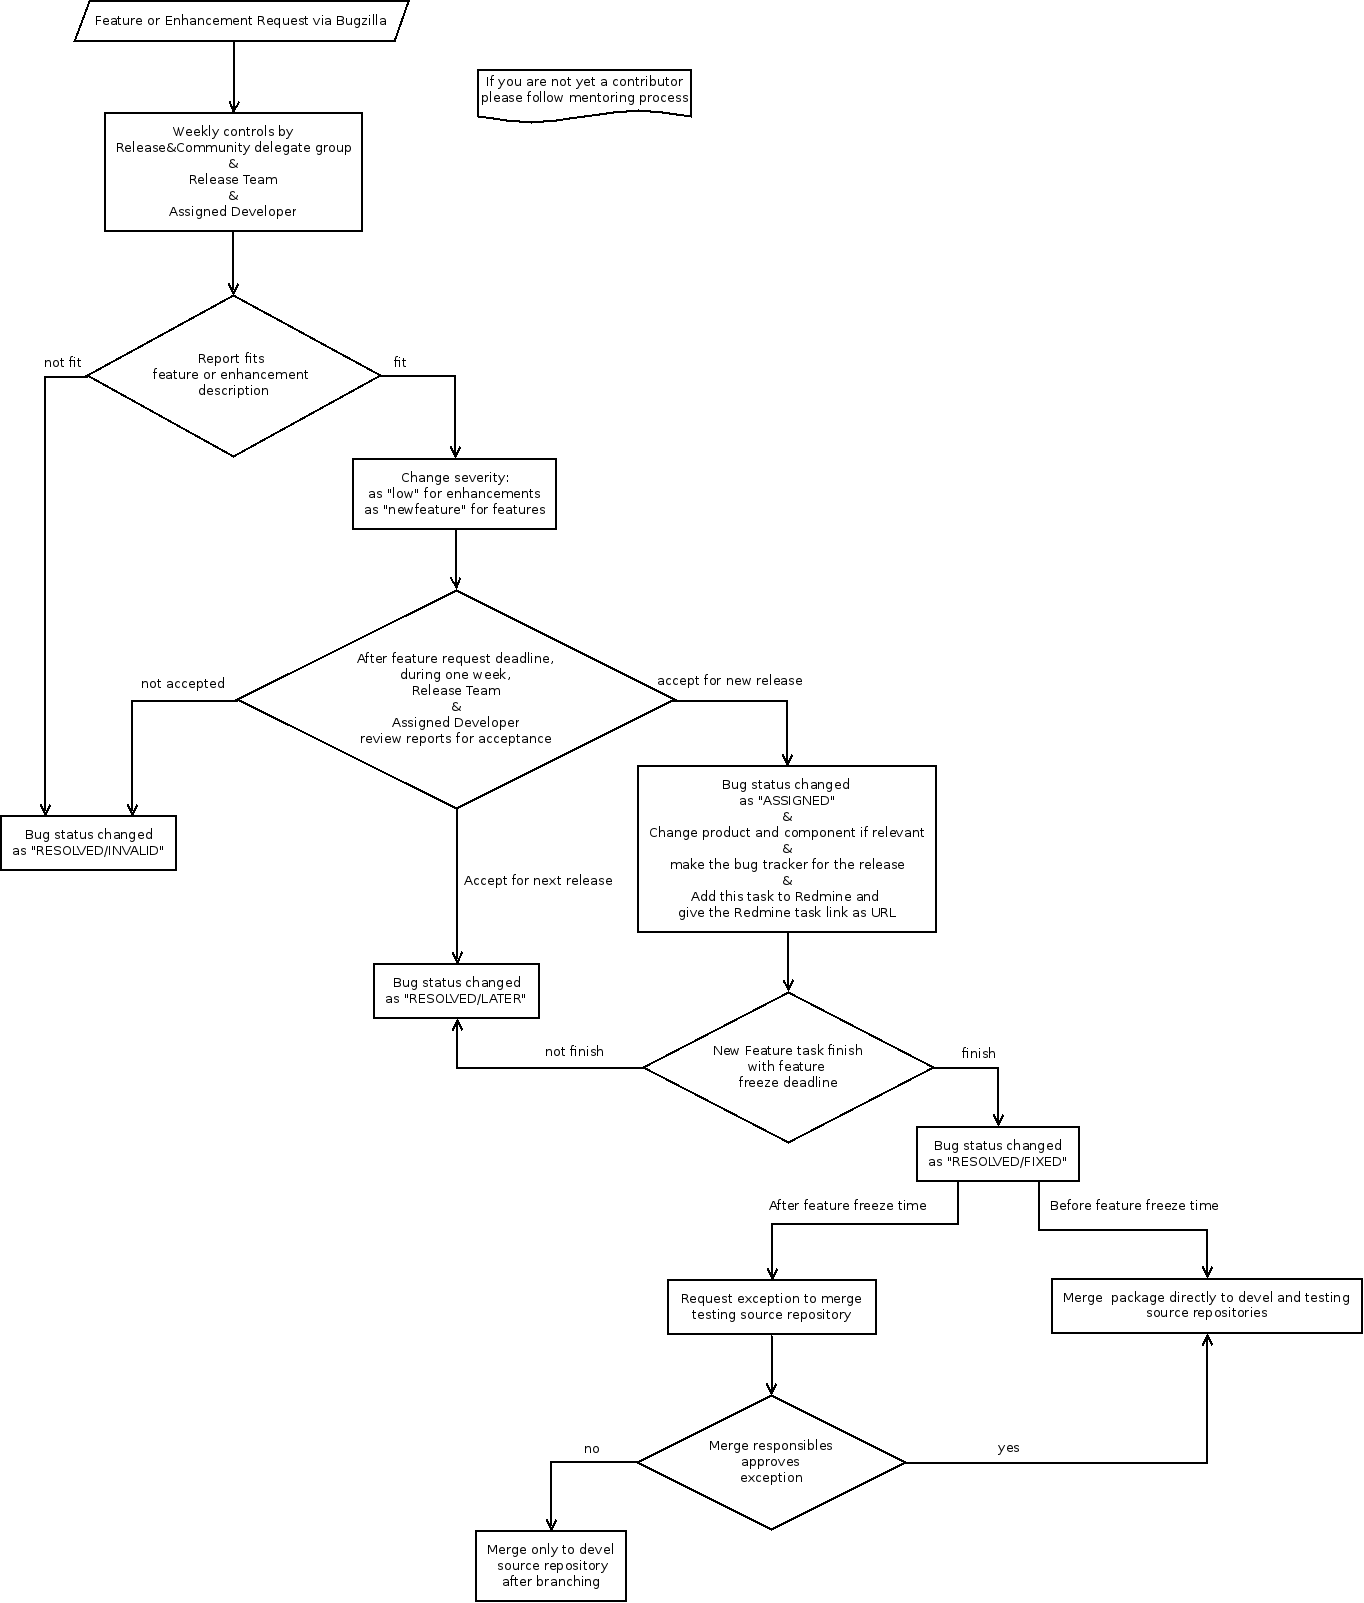 Feature or Enhancement Request via Bugzilla
If you are not yet a contributor
please follow mentoring process
Weekly controls by
Release&Community delegate group
&
Release Team
&
Assigned Developer
not fit
fit
Report fits
feature or enhancement
description
Change severity:
as "low" for enhancements
as "newfeature" for features
After feature request deadline,
during one week,
Release Team
&
Assigned Developer
review reports for acceptance
not accepted
accept for new release
Bug status changed
as "RESOLVED/INVALID"
Bug status changed
as "ASSIGNED"
&
Change product and component if relevant
&
make the bug tracker for the release
&
Add this task to Redmine and
give the Redmine task link as URL
Accept for next release
Bug status changed
as "RESOLVED/LATER"
not finish
New Feature task finish
with feature
freeze deadline
finish
Bug status changed
as "RESOLVED/FIXED"
After feature freeze time
Before feature freeze time
Request exception to merge
testing source repository
Merge  package directly to devel and testing
source repositories
Merge responsibles
approves
exception
no
yes
Merge only to devel
source repository
after branching